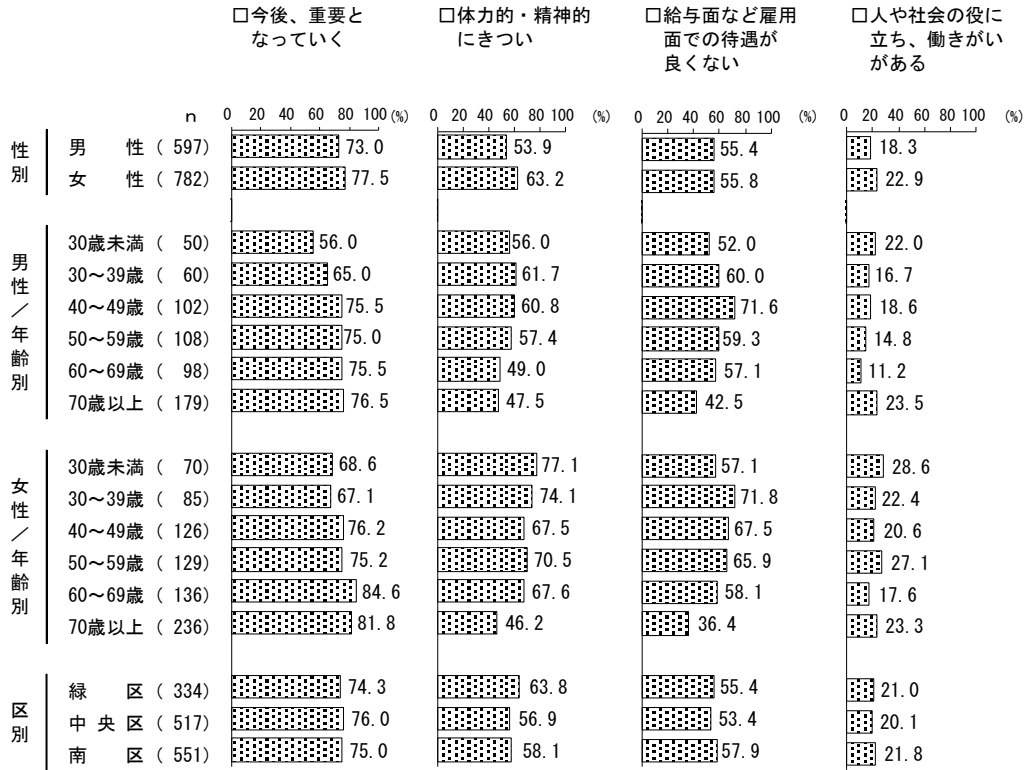 □今後、重要と
なっていく
□体力的・精神的
にきつい
□給与面など雇用
面での待遇が
良くない
□人や社会の役に
立ち、働きがい
がある
n 0 20 40 60 80 100 (%) 0 20 40 60 80 100 (%) 0 20 40 60 80 100 (%) 0 20 40 60 80 100 (%)
性別
男 性 ( 597) 73.0 53.9 55.4 18.3
女 性 ( 782) 77.5 63.2 55.8 22.9
男性／年齢別
30歳未満 ( 50) 56.0 56.0 52.0 22.0
30～39歳 ( 60) 65.0 61.7 60.0 16.7
40～49歳 ( 102) 75.5 60.8 71.6 18.6
50～59歳 ( 108) 75.0 57.4 59.3 14.8
60～69歳 ( 98) 75.5 49.0 57.1 11.2
70歳以上 ( 179) 76.5 47.5 42.5 23.5
女性／年齢別
30歳未満 ( 70) 68.6 77.1 57.1 28.6
30～39歳 ( 85) 67.1 74.1 71.8 22.4
40～49歳 ( 126) 76.2 67.5 67.5 20.6
50～59歳 ( 129) 75.2 70.5 65.9 27.1
60～69歳 ( 136) 84.6 67.6 58.1 17.6
70歳以上 ( 236) 81.8 46.2 36.4 23.3
区別
緑 区 ( 334) 74.3 63.8 55.4 21.0
中 央 区 ( 517) 76.0 56.9 53.4 20.1
南 区 ( 551) 75.0 58.1 57.9 21.8